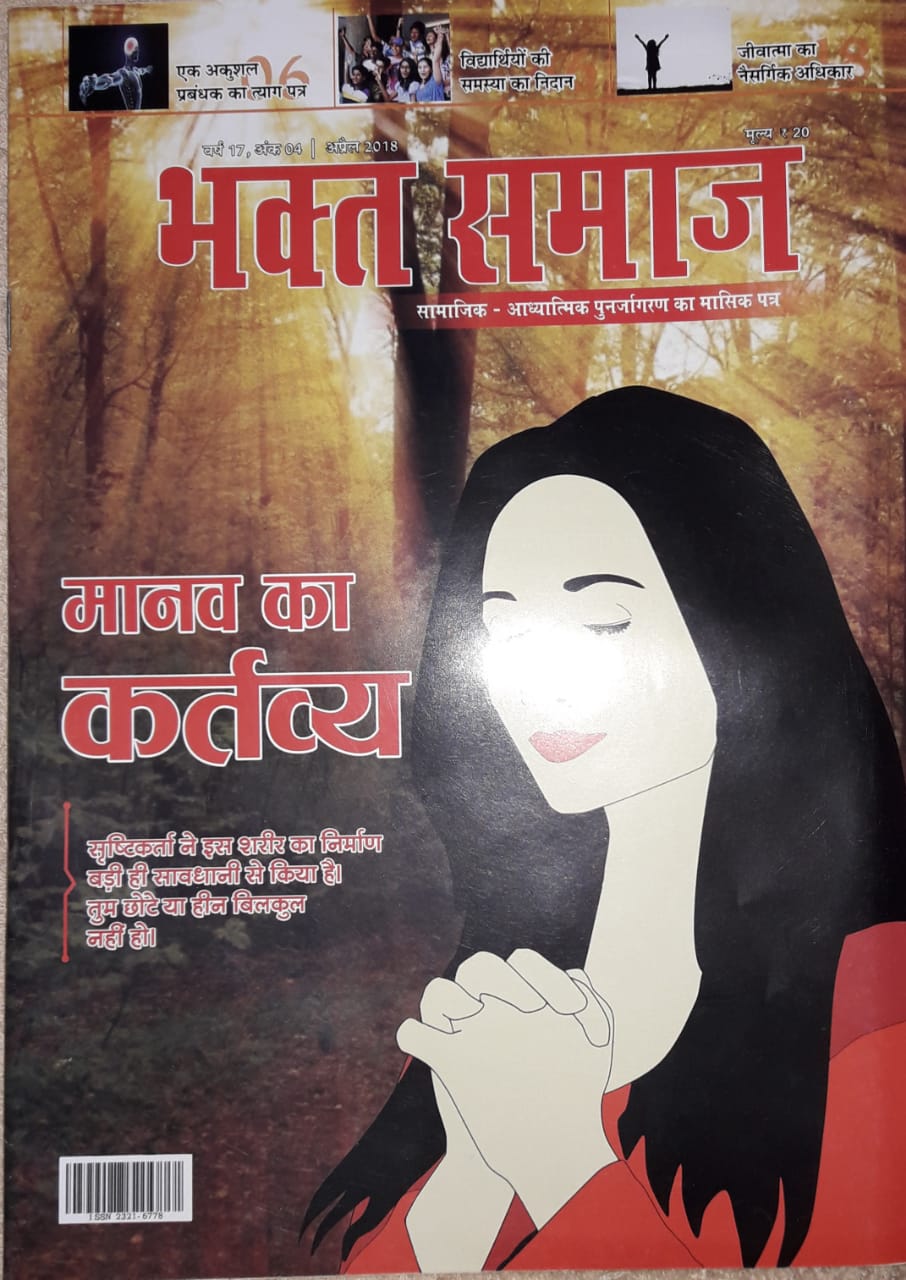 एक अकुशल 06
प्रबंधक का त्याग पत्र
विद्यार्थियों की
समस्या का निदान
जीवात्मा का
नैसर्गिक अधिकार
वर्ष 17, अंक 04 | अप्रैल 2018
मूल्य ₹ 20
भक्त समाज
सामाजिक - आध्यात्मिक पुनर्जागरण का मासिक पत्र
मानव का
कर्तव्य
सृष्टिकर्ता ने इस शरीर का निर्माण
बड़ी ही सावधानी से किया है।
तुम छोटे या हीन बिलकुल
नहीं हो।
ISSN 2321-6778